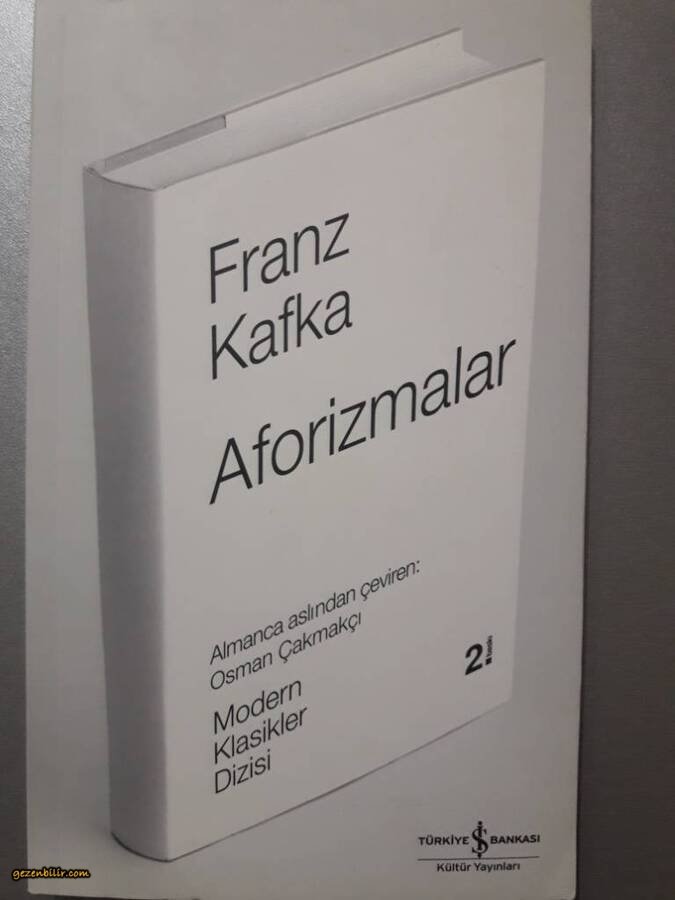 Franz
Kafka
Aforizmalar
Almanca aslından çeviren:
Osman Çakmakçı
2. baskı
Modern
Klasikler
Dizisi
TÜRKİYE İŞ BANKASI
Kültür Yayınları
gezenbilir.com